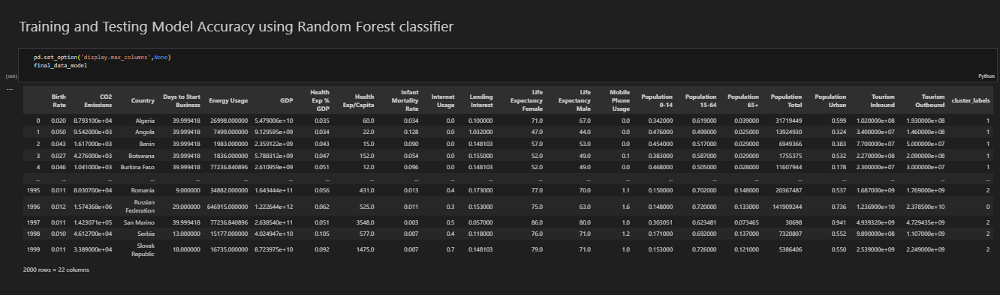 Training and Testing Model Accuracy using Random Forest classifier
pd.set_option('display.max_columns',None)
final_data_model
[169]
Python
...
Birth Rate CO2 Emissions Country Days to Start Business Energy Usage GDP Health Exp % GDP Health Exp/Capita Infant Mortality Rate Internet Usage Lending Interest Life Expectancy Female Life Expectancy Male Mobile Phone Usage Population 0-14 Population 15-64 Population 65+ Population Total Population Urban Tourism Inbound Tourism Outbound cluster_labels
0 0.020 8.793100e+04 Algeria 39.999418 26998.000000 5.479006e+10 0.035 60.0 0.034 0.0 0.100000 71.0 67.0 0.0 0.342000 0.619000 0.039000 31719449 0.599 1.020000e+08 1.930000e+08 1
1 0.050 9.542000e+03 Angola 39.999418 7499.000000 9.129595e+09 0.034 22.0 0.128 0.0 1.032000 47.0 44.0 0.0 0.476000 0.499000 0.025000 13924930 0.324 3.400000e+07 1.460000e+08 1
2 0.043 1.617000e+03 Benin 39.999418 1983.000000 2.359122e+09 0.043 15.0 0.090 0.0 0.148103 57.0 53.0 0.0 0.454000 0.517000 0.029000 6949366 0.383 7.700000e+07 5.000000e+07 1
3 0.027 4.276000e+03 Botswana 39.999418 1836.000000 5.788312e+09 0.047 152.0 0.054 0.0 0.155000 52.0 49.0 0.1 0.383000 0.587000 0.029000 1755375 0.532 2.270000e+08 2.090000e+08 1
4 0.046 1.041000e+03 Burkina Faso 39.999418 77236.840896 2.610959e+09 0.051 12.0 0.096 0.0 0.148103 52.0 49.0 0.0 0.468000 0.505000 0.028000 11607944 0.178 2.300000e+07 3.000000e+07 1
... ... ... ... ... ... ... ... ... ... ... ... ... ... ... ... ... ... ... ... ... ... ...
1995 0.011 8.030700e+04 Romania 9.000000 34882.000000 1.643444e+11 0.056 431.0 0.013 0.4 0.173000 77.0 70.0 1.1 0.150000 0.702000 0.148000 20367487 0.537 1.687000e+09 1.769000e+09 2
1996 0.012 1.574368e+06 Russian Federation 29.000000 646915.000000 1.222644e+12 0.062 525.0 0.011 0.3 0.153000 75.0 63.0 1.6 0.148000 0.720000 0.133000 141909244 0.736 1.236900e+10 2.378500e+10 0
1997 0.011 1.423071e+05 San Marino 39.999418 77236.840896 2.638540e+11 0.051 3548.0 0.003 0.5 0.057000 86.0 80.0 1.0 0.303051 0.623481 0.073465 30698 0.941 4.939320e+09 4.729435e+09 2
1998 0.010 4.612700e+04 Serbia 13.000000 15177.000000 4.024947e+10 0.105 577.0 0.007 0.4 0.118000 76.0 71.0 1.2 0.171000 0.692000 0.137000 7320807 0.552 9.890000e+08 1.107000e+09 2
1999 0.011 3.389000e+04 Slovak Republic 18.000000 16735.000000 8.723975e+10 0.092 1475.0 0.007 0.7 0.148103 79.0 71.0 1.0 0.153000 0.726000 0.121000 5386406 0.550 2.539000e+09 2.249000e+09 2
2000 rows × 22 columns